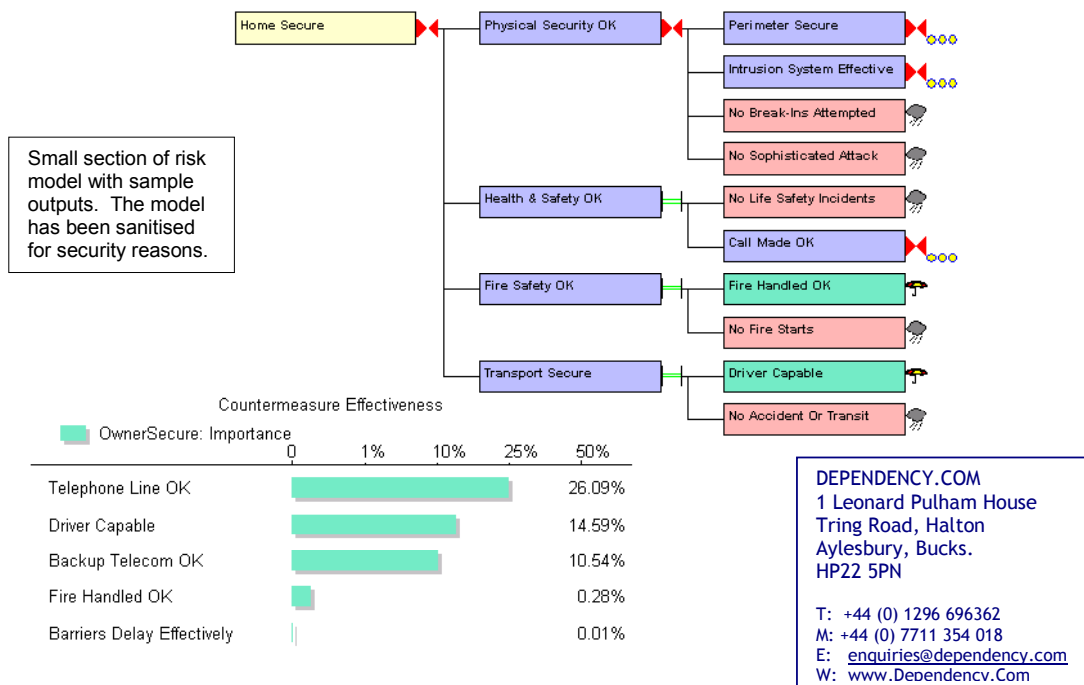 Home Secure
Physical Security OK
Perimeter Secure
Intrusion System Effective
No Break-Ins Attempted
No Sophisticated Attack
Health & Safety OK
No Life Safety Incidents
Call Made OK
Fire Safety OK
Fire Handled OK
No Fire Starts
Transport Secure
Driver Capable
No Accident Or Transit
Small section of risk
model with sample
outputs. The model
has been sanitised
for security reasons.
Countermeasure Effectiveness
OwnerSecure: Importance
0 1% 10% 25% 50%
Telephone Line OK 26.09%
Driver Capable 14.59%
Backup Telecom OK 10.54%
Fire Handled OK 0.28%
Barriers Delay Effectively 0.01%
DEPENDENCY.COM
1 Leonard Pulham House
Tring Road, Halton
Aylesbury, Bucks.
HP22 5PN
T: +44 (0) 1296 696362
M: +44 (0) 7711 354 018
E: enquiries@dependency.com
W: www.Dependency.Com